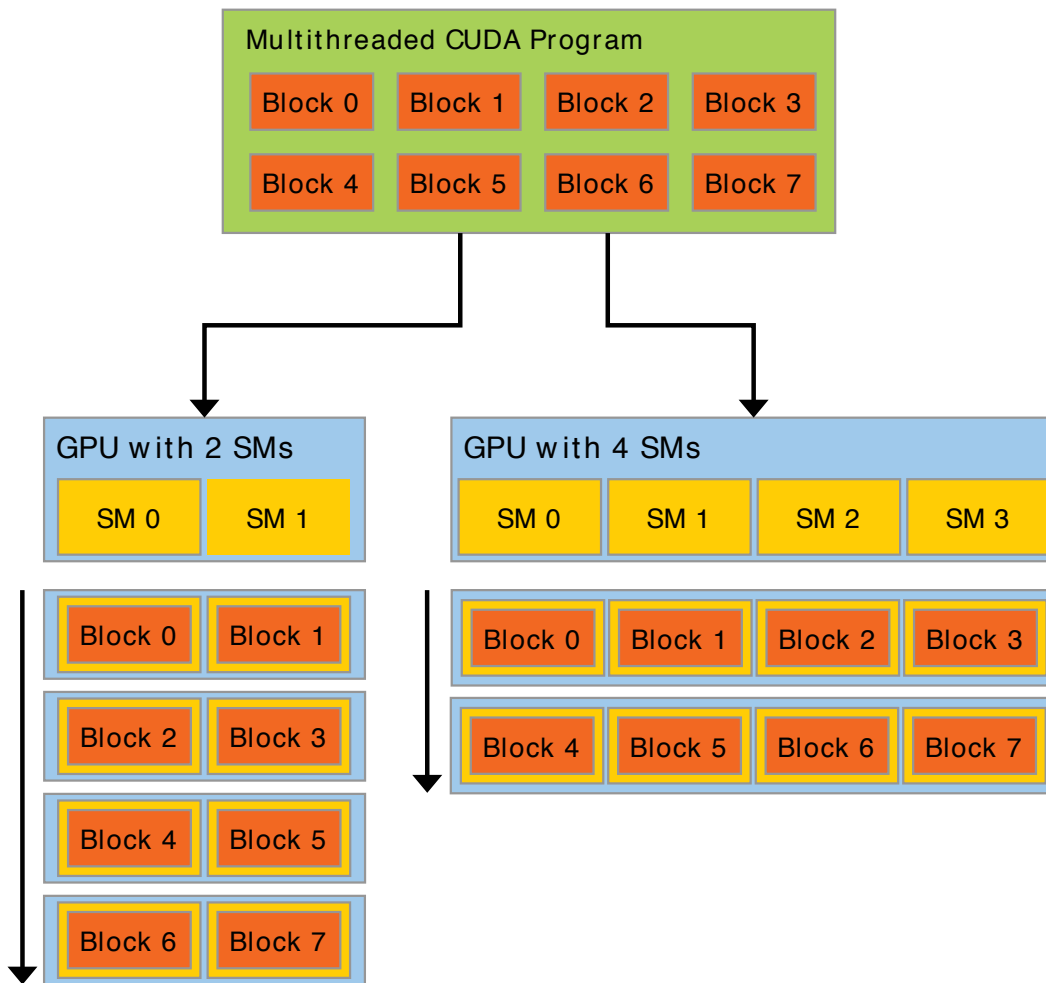 Multithreaded CUDA Program
Block 0 Block 1 Block 2 Block 3
Block 4 Block 5 Block 6 Block 7
GPU with 2 SMs
SM 0 SM 1
Block 0 Block 1
Block 2 Block 3
Block 4 Block 5
Block 6 Block 7
GPU with 4 SMs
SM 0 SM 1 SM 2 SM 3
Block 0 Block 1 Block 2 Block 3
Block 4 Block 5 Block 6 Block 7